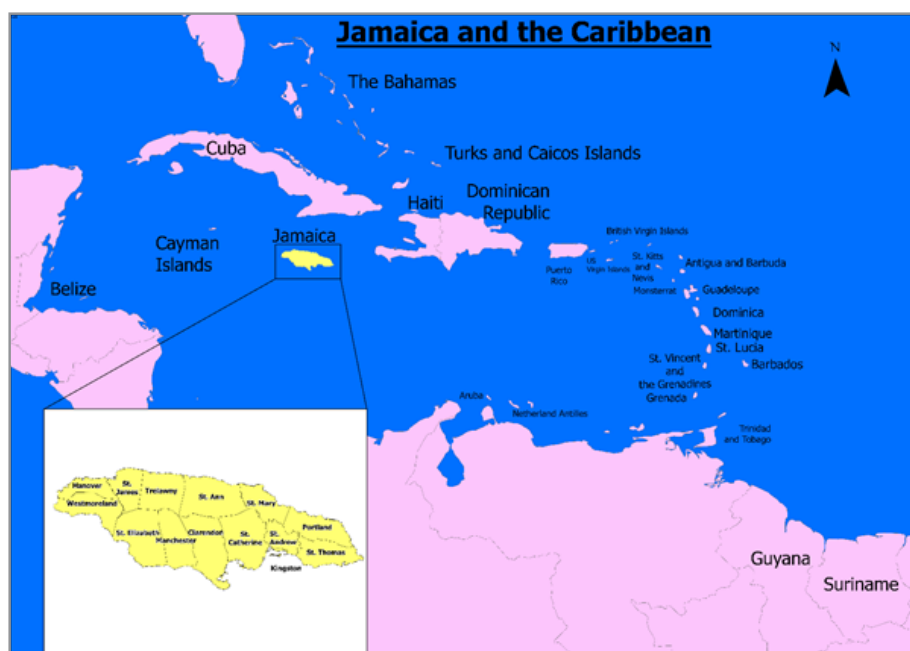 Jamaica and the Caribbean
N
The Bahamas
Cuba
Turks and Caicos Islands
Haiti
Dominican
Republic
Jamaica
Cayman
Islands
Belize
British Virgin Islands
Puerto
Rico
US
Virgin Islands
St. Kitts
and
Nevis
Antigua and Barbuda
Monsterrat
Guadeloupe
Dominica
Martinique
St. Lucia
Barbados
St. Vincent
and
the Grenadines
Grenada
Aruba
Netherland Antilles
Trinidad
and Tobago
Guyana
Suriname
Hanover
St.
James
Trelawny
St. Ann
St. Mary
Westmoreland
Portland
St. Elizabeth
Manchester
Clarendon
St.
Catherine
St.
Andrew
St. Thomas
Kingston